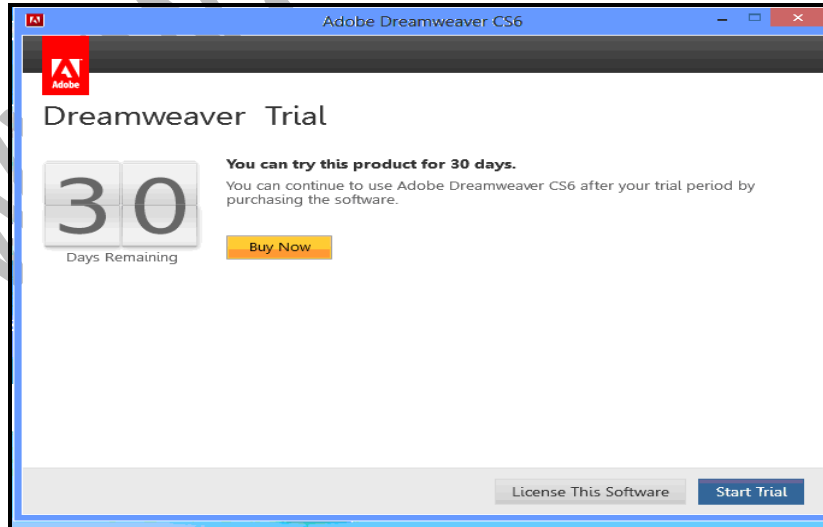 Adobe Dreamweaver CS6
Adobe
Dreamweaver Trial
30
Days Remaining
You can try this product for 30 days.
You can continue to use Adobe Dreamweaver CS6 after your trial period by
purchasing the software.
Buy Now
License This Software
Start Trial